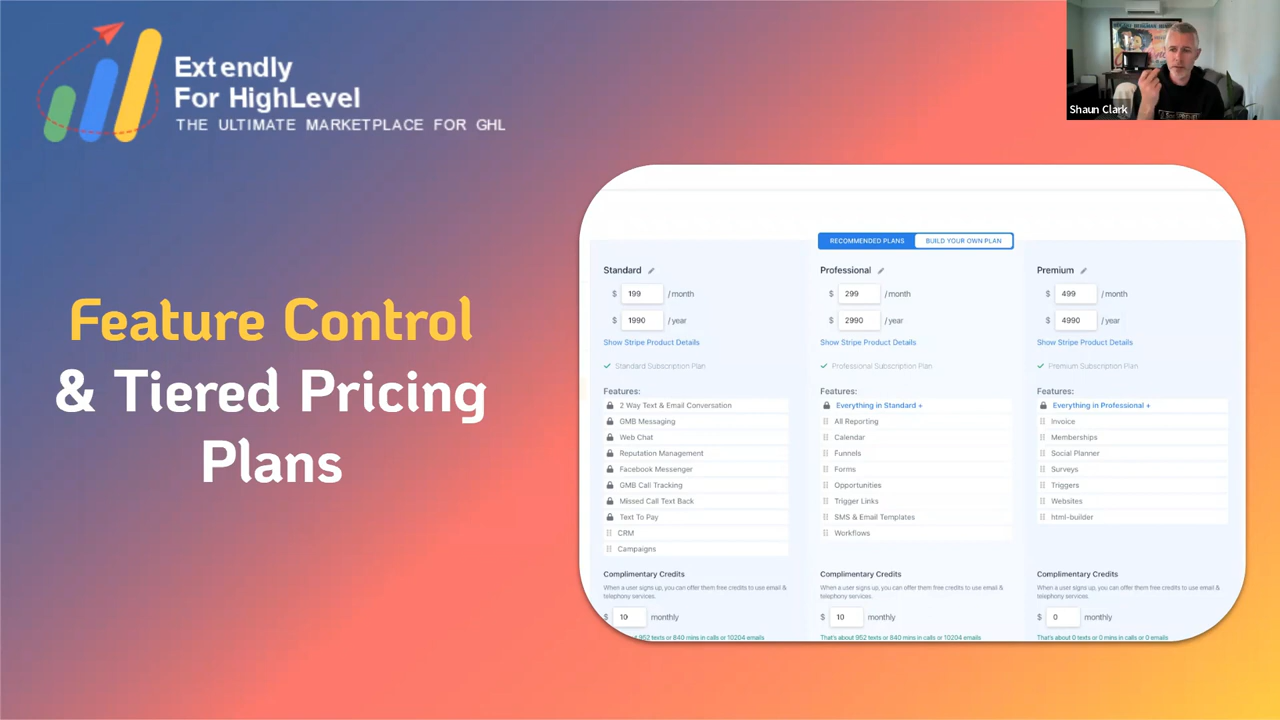 Extendly
For HighLevel
THE ULTIMATE MARKETPLACE FOR GHL
Shaun Clark
Feature Control
& Tiered Pricing
Plans
RECOMMENDED PLANS
BUILD YOUR OWN PLAN
Standard
$ 199 /month
$ 1990 /year
Show Stripe Product Details
Standard Subscription Plan
Features:
2 Way Text & Email Conversation
GMB Messaging
Web Chat
Reputation Management
Facebook Messenger
GMB Call Tracking
Missed Call Text Back
Text To Pay
CRM
Campaigns
Complimentary Credits
When a user signs up, you can offer them free credits to use email &
telephony services.
$ 10 monthly
952 texts or 840 mins in calls or 10204 emails
Professional
$ 299 /month
$ 2990 /year
Show Stripe Product Details
Professional Subscription Plan
Features:
Everything in Standard +
All Reporting
Calendar
Funnels
Forms
Opportunities
Trigger Links
SMS & Email Templates
Workflows
Complimentary Credits
When a user signs up, you can offer them free credits to use email &
telephony services.
$ 10 monthly
That's about 952 texts or 840 mins in calls or 10204 emails
Premium
$ 499 /month
$ 4990 /year
Show Stripe Product Details
Premium Subscription Plan
Features:
Everything in Professional +
Invoice
Memberships
Social Planner
Surveys
Triggers
Websites
html-builder
Complimentary Credits
When a user signs up, you can offer them free credits to use email &
telephony services.
$ 0 monthly
That's about 0 texts or 0 mins in calls or 0 emails